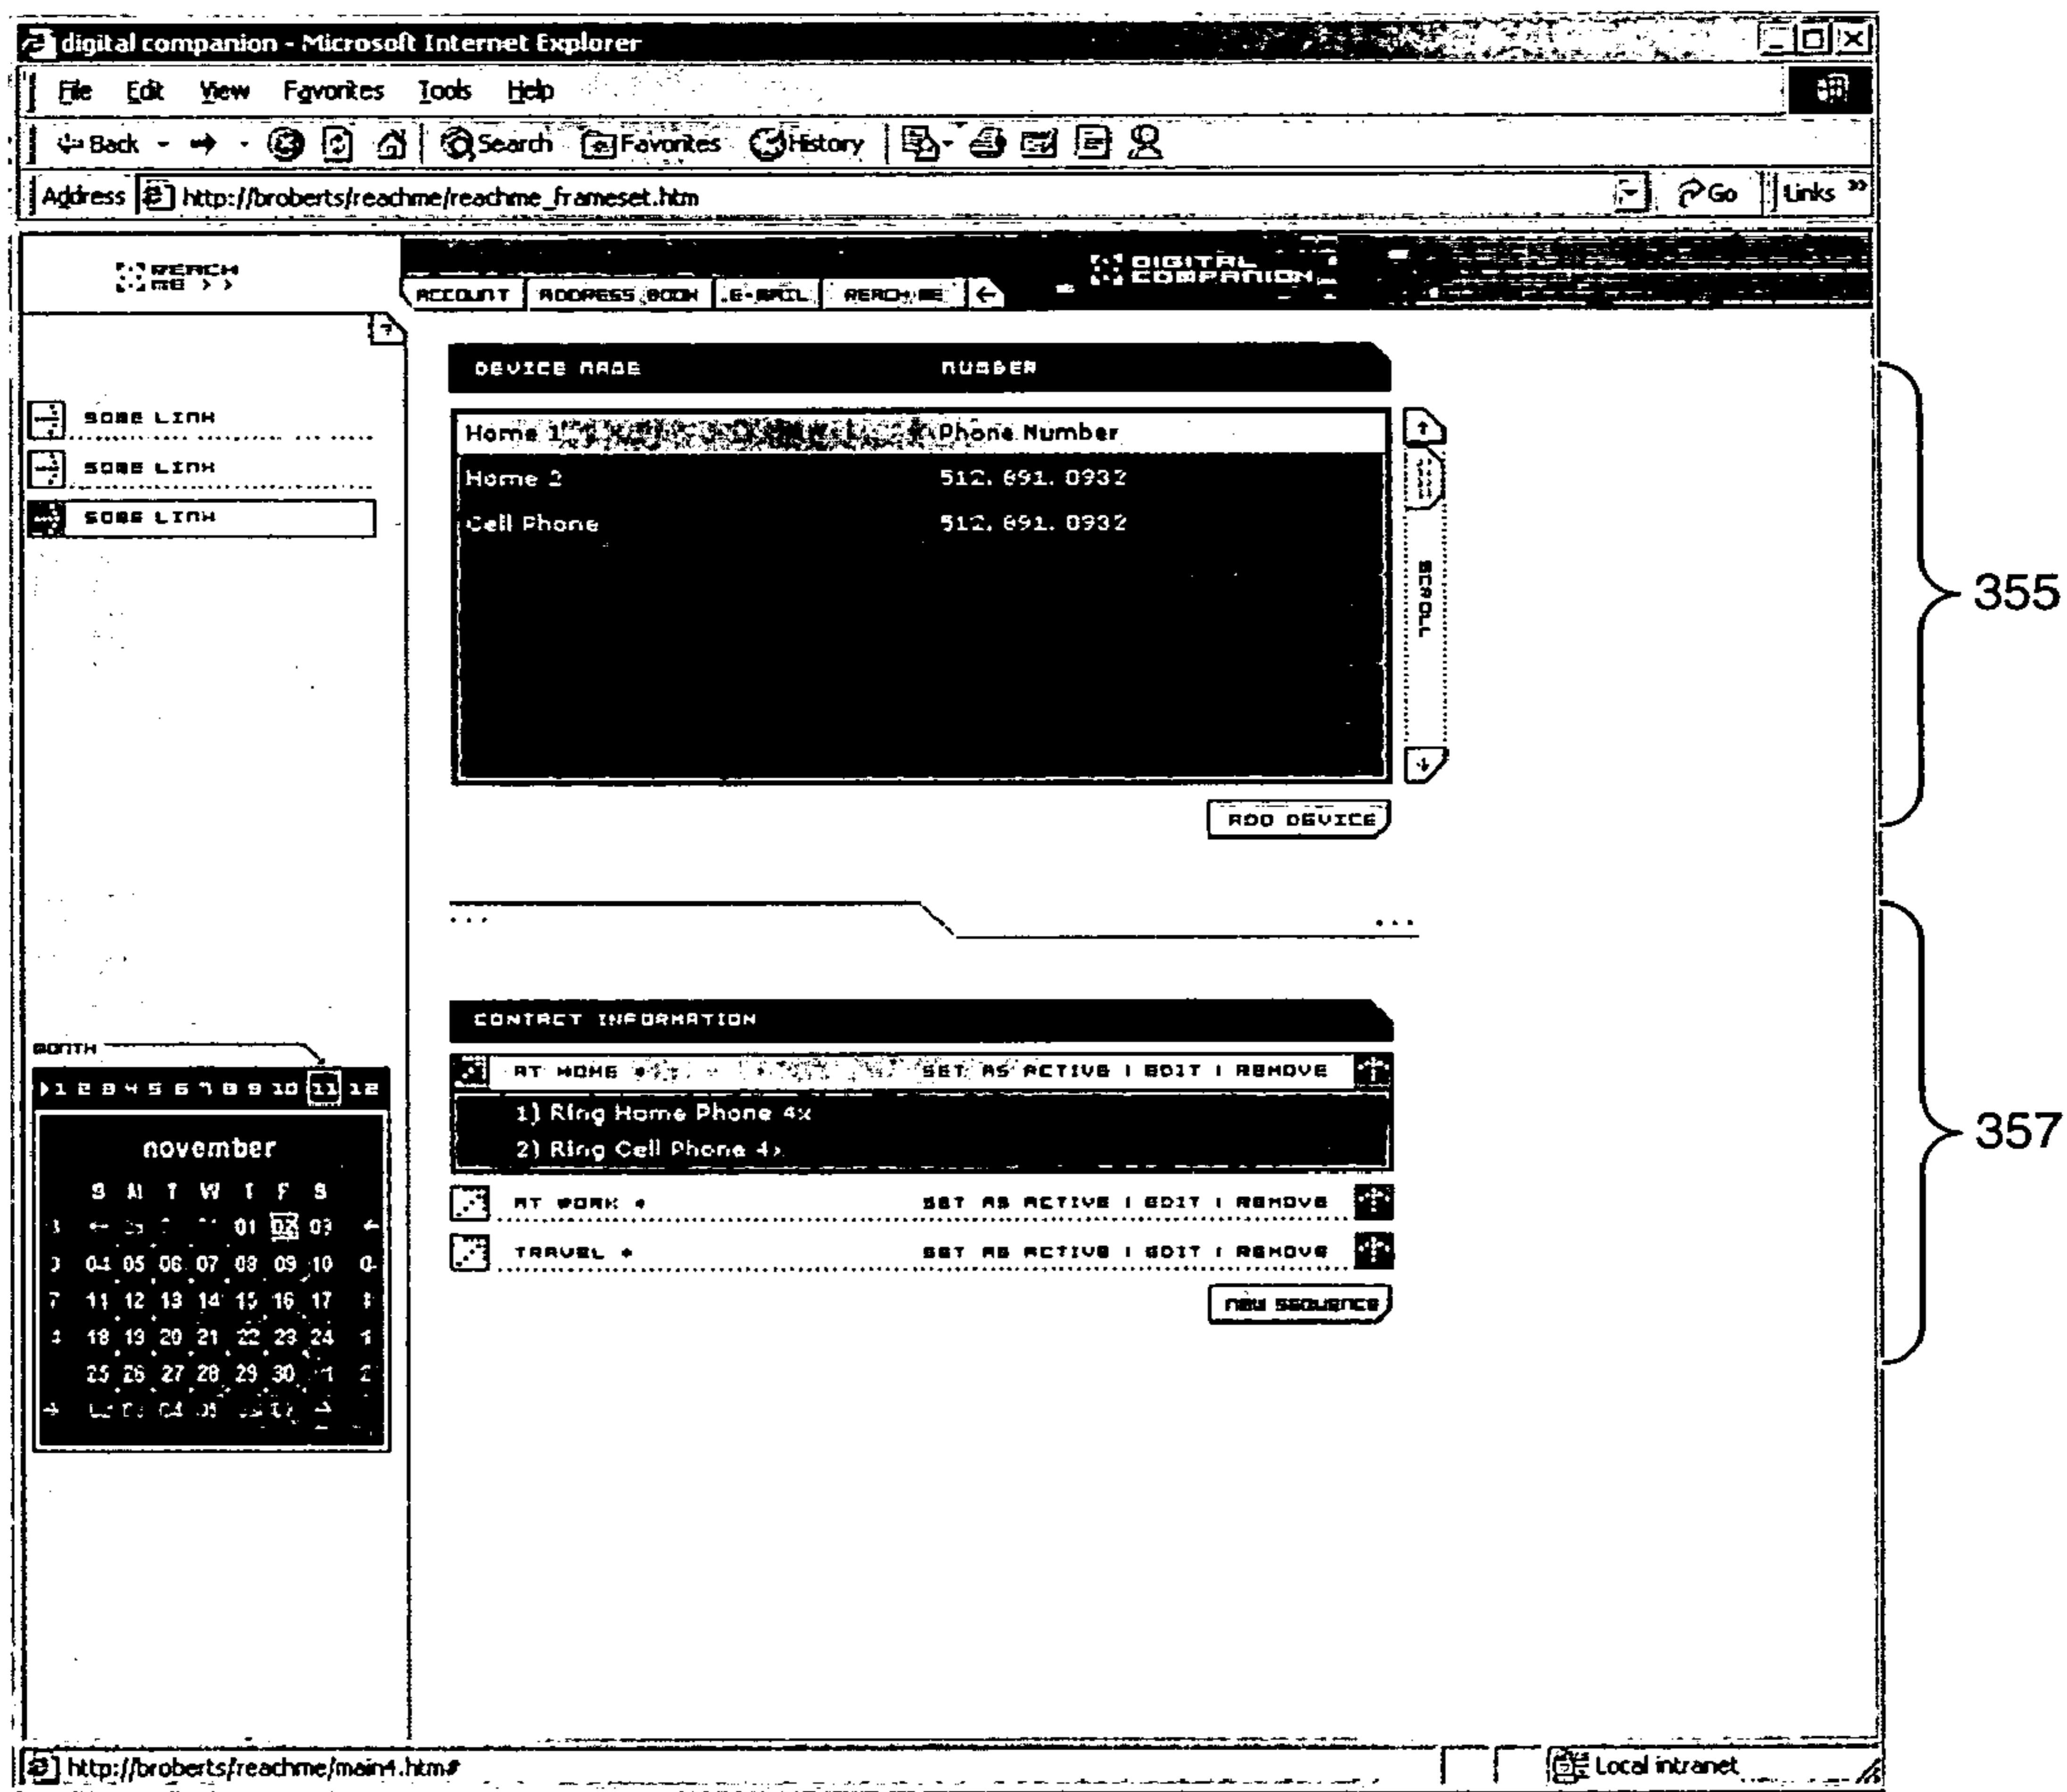 digital companion - Microsoft Internet Explorer
File Edit View Favorites Tools Help
Back Search Favorites History
Address http://broberts/reachme/reachme_frameset.htm Go Links »
REACH ME >>
ACCOUNT ADDRESS BOOK E-MAIL REACH ME
DIGITAL COMPANION
?
SOME LINK
SOME LINK
SOME LINK
DEVICE NAME NUMBER
Home 1 Phone Number
Home 2 512.891.0932
Cell Phone 512.891.0932
SCROLL
ADD DEVICE
355
...
...
CONTACT INFORMATION
AT HOME SET AS ACTIVE | EDIT | REMOVE
1) Ring Home Phone 4x
2) Ring Cell Phone 4x
AT WORK SET AS ACTIVE | EDIT | REMOVE
TRAVEL SET AS ACTIVE | EDIT | REMOVE
NEW SEQUENCE
357
MONTH
1 2 3 4 5 6 7 8 9 10 11 12
november
S M T W T F S
01 02 03
04 05 06 07 08 09 10
11 12 13 14 15 16 17
18 19 20 21 22 23 24
25 26 27 28 29 30
http://broberts/reachme/main4.htm#
Local intranet